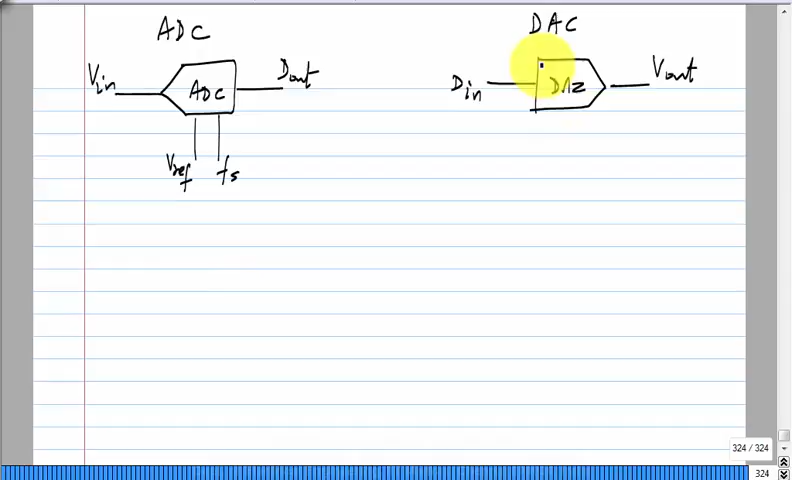 ADC
DAC
Vin
ADC
Dout
Din
DAC
Vout
Vref
fs
324 / 324
324